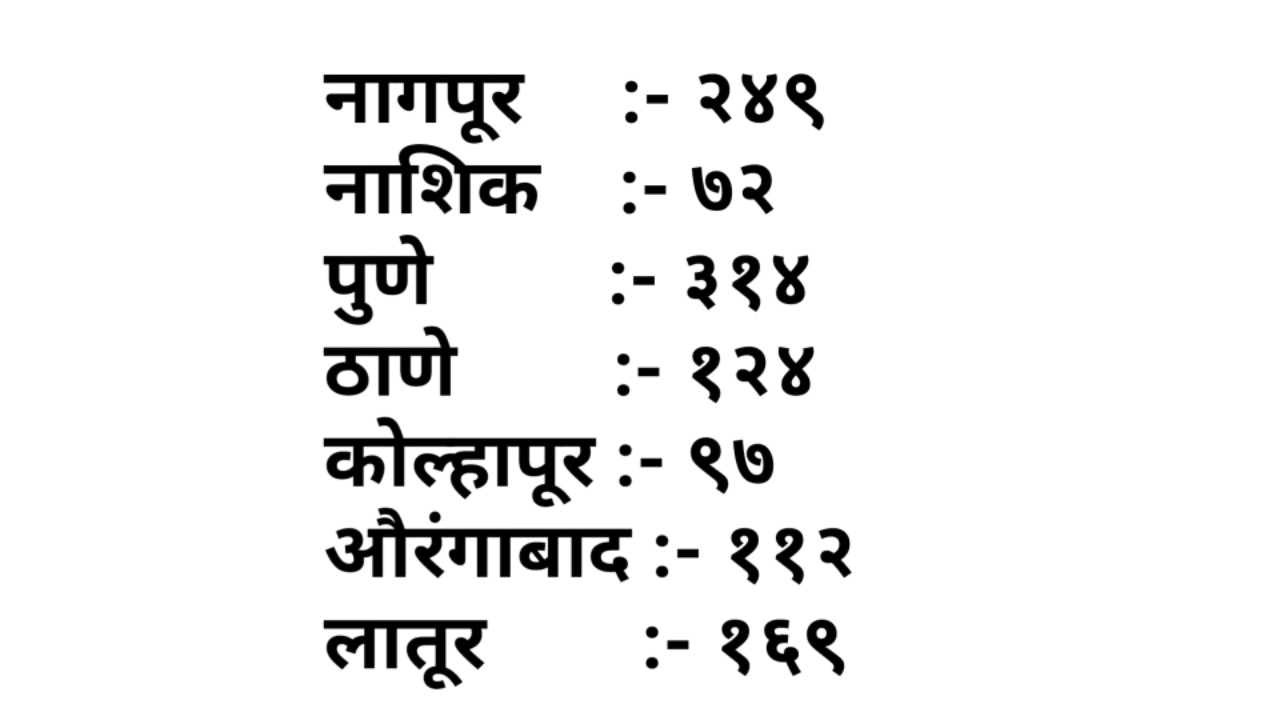 नागपूर :- २४९
नाशिक :- ७२
पुणे :- ३१४
ठाणे :- १२४
कोल्हापूर :- ९७
औरंगाबाद :- ११२
लातूर :- १६९